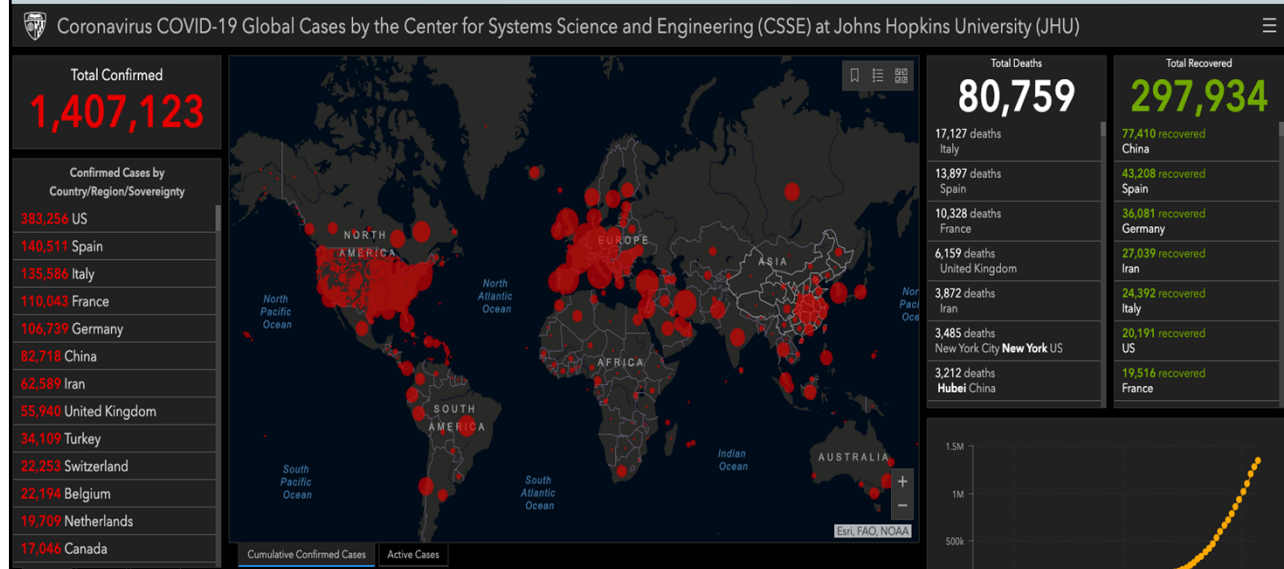 Coronavirus COVID-19 Global Cases by the Center for Systems Science and Engineering (CSSE) at Johns Hopkins University (JHU)
Total Confirmed
1,407,123
Confirmed Cases by
Country/Region/Sovereignty
383,256 US
140,511 Spain
135,586 Italy
110,043 France
106,739 Germany
82,718 China
62,589 Iran
55,940 United Kingdom
34,109 Turkey
22,253 Switzerland
22,194 Belgium
19,709 Netherlands
17,046 Canada
NORTH
AMERICA
EUROPE
ASIA
North
Pacific
Ocean
North
Atlantic
Ocean
Nor
Paci
Oce
AFRICA
SOUTH
AMERICA
Indian
Ocean
AUSTRALIA
South
Pacific
Ocean
South
Atlantic
Ocean
+
−
Esri, FAO, NOAA
Cumulative Confirmed Cases
Active Cases
Total Deaths
80,759
17,127 deaths
Italy
13,897 deaths
Spain
10,328 deaths
France
6,159 deaths
United Kingdom
3,872 deaths
Iran
3,485 deaths
New York City New York US
3,212 deaths
Hubei China
Total Recovered
297,934
77,410 recovered
China
43,208 recovered
Spain
36,081 recovered
Germany
27,039 recovered
Iran
24,392 recovered
Italy
20,191 recovered
US
19,516 recovered
France
1.5M
1M
500k